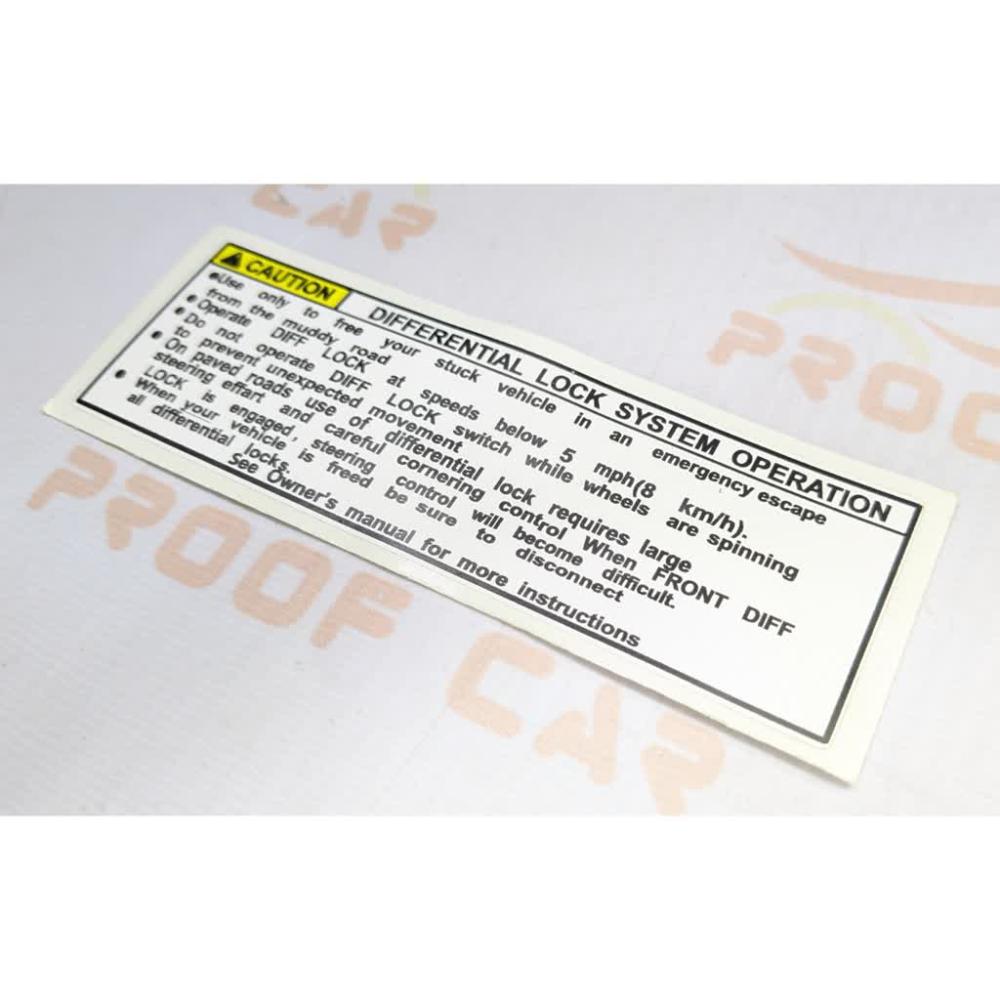 CAUTION DIFFERENTIAL LOCK SYSTEM OPERATION
•Use only to free your stuck vehicle in an emergency escape
from the muddy road
• Operate DIFF LOCK at speeds below 5 mph(8 km/h).
• Do not operate DIFF LOCK switch while wheels are spinning
to prevent unexpected movement
• On paved roads use of differential lock requires large
steering effart and careful cornering control When FRONT DIFF
LOCK is engaged, steering control will become difficult.
• When your vehicle is freed be sure to disconnect
all differential locks.
See Owner's manual for more instructions
CAR
PROOF CAR
PROC